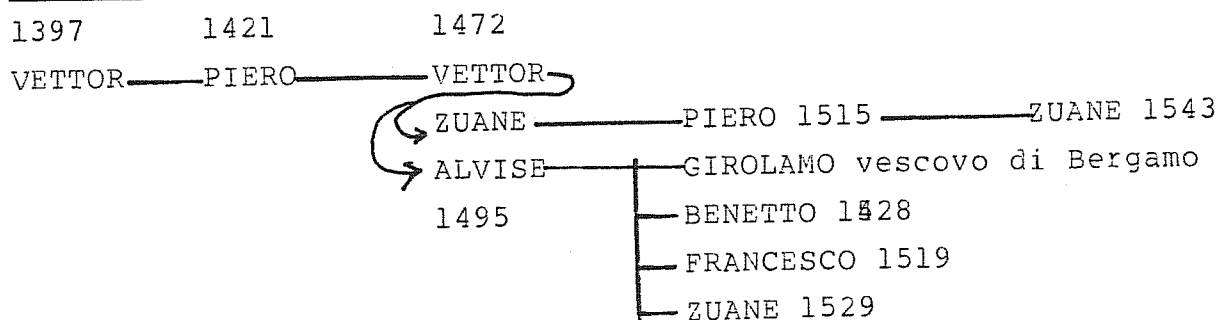 1397 1421 1472
VETTOR PIERO VETTOR
ZUANE PIERO 1515 ZUANE 1543
ALVISE GIROLAMO vescovo di Bergamo
1495 BENETTO 1528
FRANCESCO 1519
ZUANE 1529